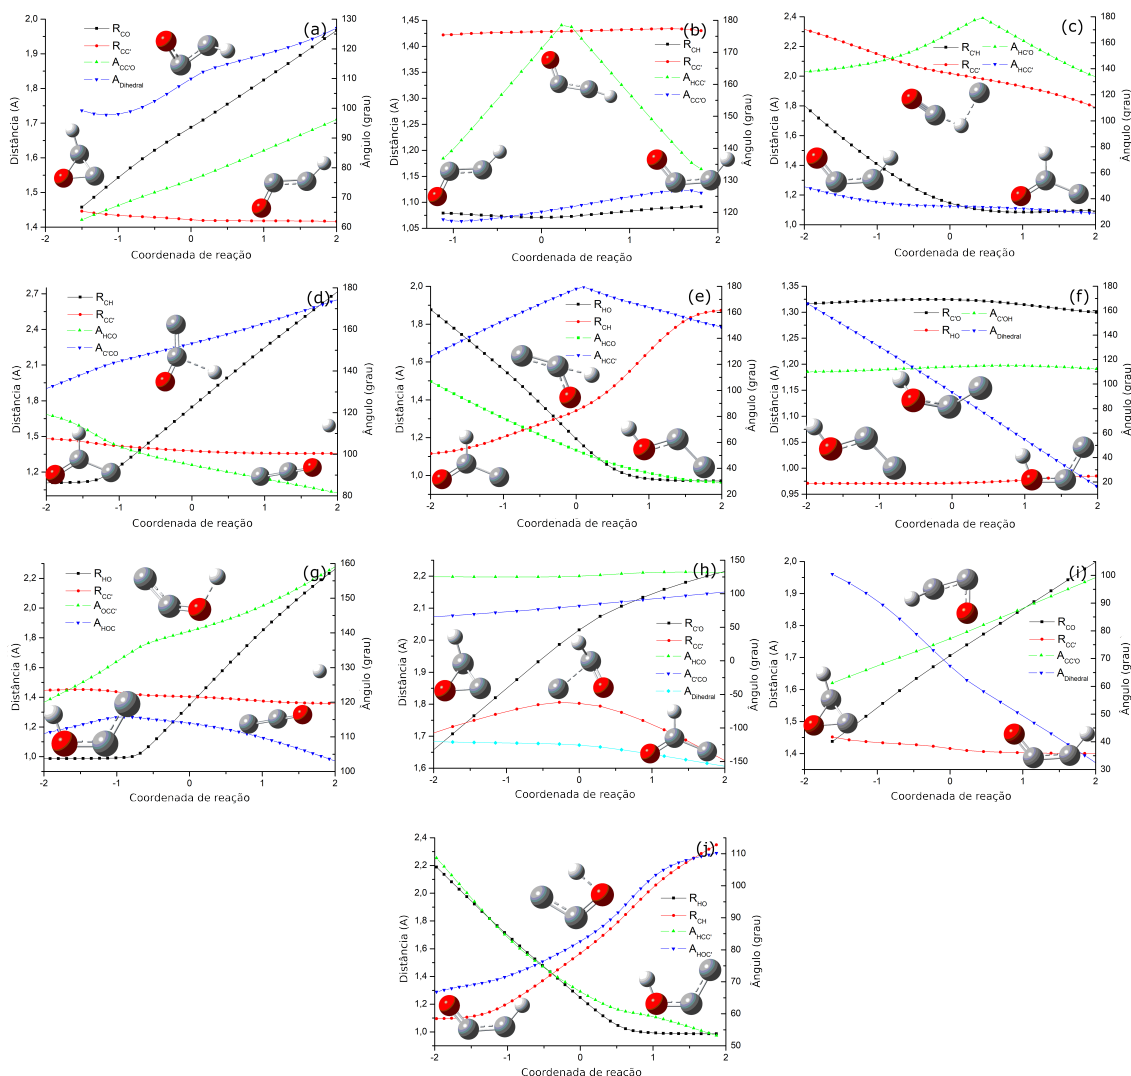 (a)
R_CO
R_CC'
A_CC'O
A_Dihedral
Distância (A)
Ângulo (grau)
2,0
1,9
1,8
1,7
1,6
1,5
1,4
130
120
110
100
90
80
70
60
-2 -1 0 1 2
Coordenada de reação
(b)
R_CH
R_CC'
A_HCC'
A_CC'O
Distância (A)
Ângulo (grau)
1,45
1,40
1,35
1,30
1,25
1,20
1,15
1,10
1,05
180
170
160
150
140
130
120
-1 0 1 2
Coordenada de reação
(c)
R_C'H A_HC'O
R_CC' A_HCC'
Distância (A)
Ângulo (grau)
2,4
2,2
2,0
1,8
1,6
1,4
1,2
1,0
180
160
140
120
100
80
60
40
20
-2 -1 0 1 2
Coordenada de reação
(d)
R_CH
R_CC'
A_HCO
A_C'CO
Distância (A)
Ângulo (grau)
2,7
2,4
2,1
1,8
1,5
1,2
180
160
140
120
100
80
-2 -1 0 1 2
Coordenada de reação
(e)
R_HO
R_CH
A_HCO
A_HCC'
Distância (A)
Ângulo (grau)
2,0
1,8
1,6
1,4
1,2
1,0
180
160
140
120
100
80
60
40
20
-2 -1 0 1 2
Coordenada de reação
(f)
R_C'O A_C'OH
R_HO A_Dihedral
Distância (A)
Ângulo (grau)
1,35
1,30
1,25
1,20
1,15
1,10
1,05
1,00
0,95
180
160
140
120
100
80
60
40
20
-2 -1 0 1 2
Coordenada de reação
(g)
R_HO
R_CC'
A_OCC'
A_HOC
Distância (A)
Ângulo (grau)
2,2
2,0
1,8
1,6
1,4
1,2
1,0
160
150
140
130
120
110
100
-2 -1 0 1 2
Coordenada de reação
(h)
R_C'O
R_CC'
A_HCO
A_C'CO
A_Dihedral
Distância (A)
Ângulo (grau)
2,2
2,1
2,0
1,9
1,8
1,7
1,6
150
100
50
0
-50
-100
-150
-2 -1 0 1 2
Coordenada de reação
(i)
R_CO
R_CC'
A_CC'O
A_Dihedral
Distância (A)
Ângulo (grau)
2,0
1,9
1,8
1,7
1,6
1,5
1,4
100
90
80
70
60
50
40
30
-2 -1 0 1 2
Coordenada de reação
(j)
R_HO
R_CH
A_HCC'
A_HOC'
Distância (A)
Ângulo (grau)
2,4
2,2
2,0
1,8
1,6
1,4
1,2
1,0
110
100
90
80
70
60
50
-2 -1 0 1 2
Coordenada de reação